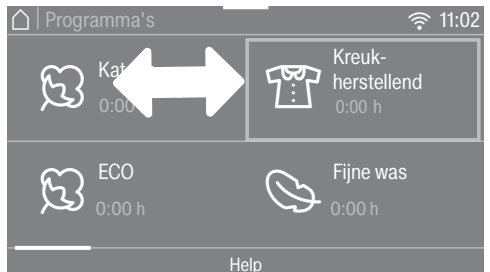 Programma's
11:02
Kat
0:00
Kreuk-
herstellend
0:00 h
ECO
0:00 h
Fijne was
0:00 h
Help